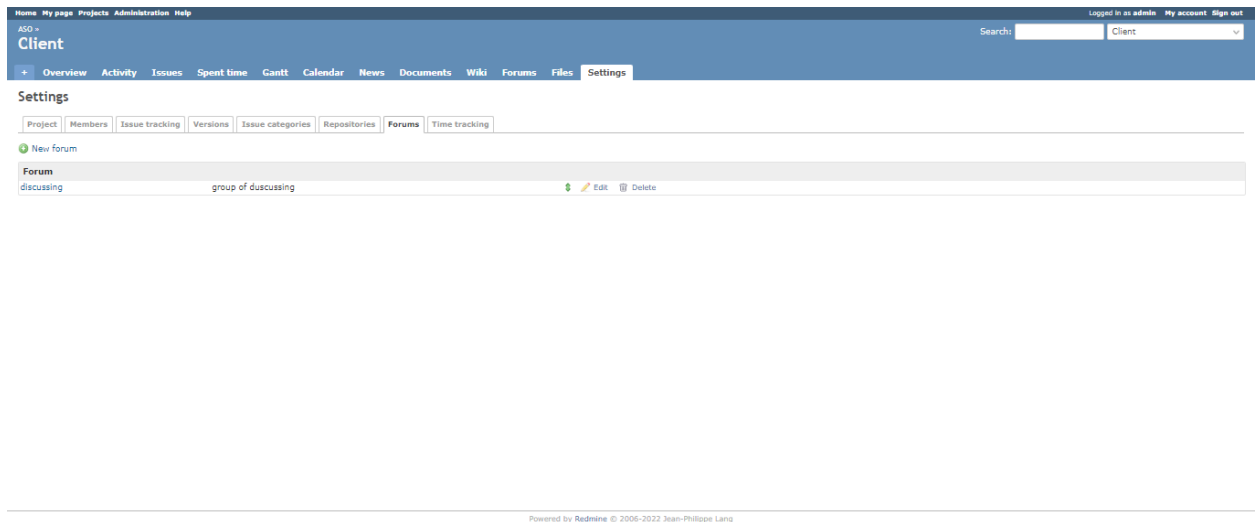 Home My page Projects Administration Help Logged in as admin My account Sign out
ASO »
Client
Search: Client
+ Overview Activity Issues Spent time Gantt Calendar News Documents Wiki Forums Files Settings
Settings
Project Members Issue tracking Versions Issue categories Repositories Forums Time tracking
New forum
Forum
discussing group of duscussing Edit Delete
Powered by Redmine © 2006-2022 Jean-Philippe Lang